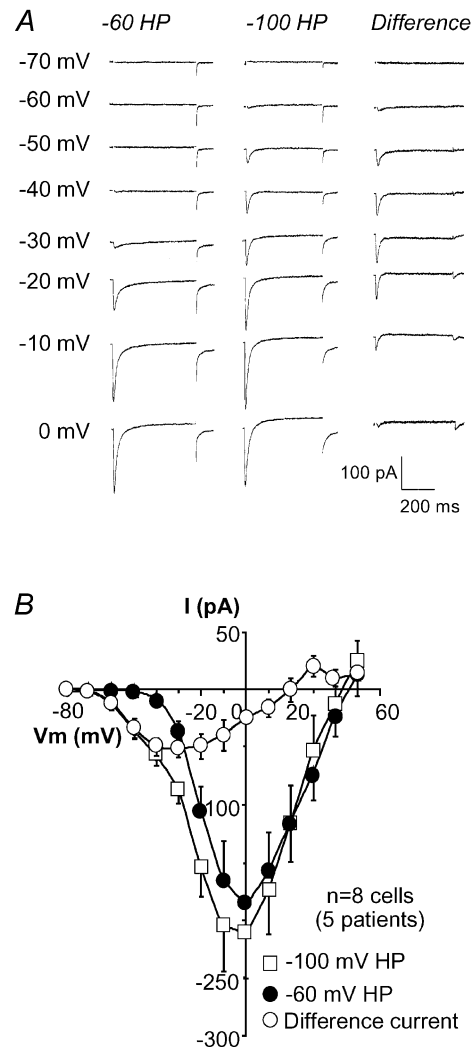 A
-60 HP -100 HP Difference
-70 mV
-60 mV
-50 mV
-40 mV
-30 mV
-20 mV
-10 mV
0 mV
100 pA
200 ms
B
I (pA)
50
-80 -20 20 60
Vm (mV)
-100
n=8 cells
(5 patients)
-100 mV HP
-250
-60 mV HP
Difference current
-300